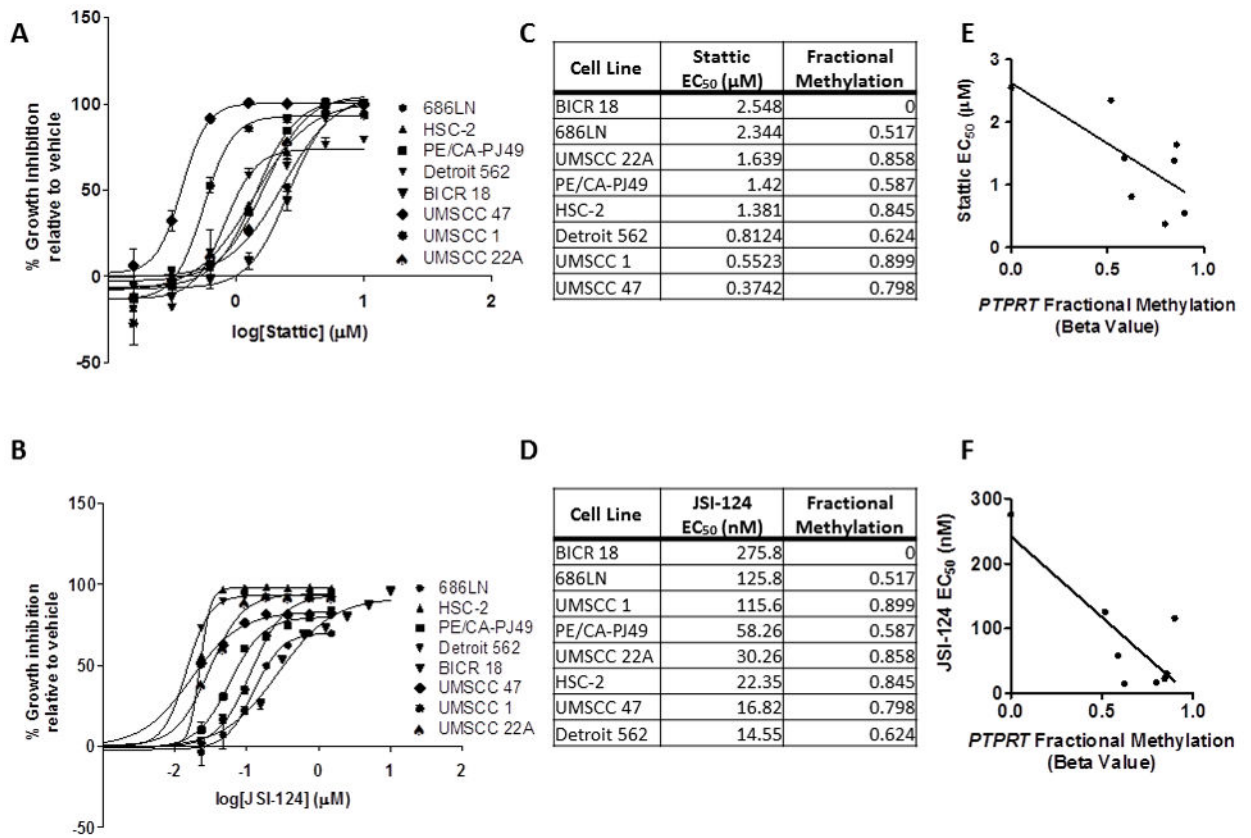 A
150
100
50
0
-50
% Growth Inhibition
relative to vehicle
0
1
2
log[Stattic] (µM)
686LN
HSC-2
PE/CA-PJ49
Detroit 562
BICR 18
UMSCC 47
UMSCC 1
UMSCC 22A
C
Cell Line Stattic EC50 (µM) Fractional Methylation
BICR 18 2.548 0
686LN 2.344 0.517
UMSCC 22A 1.639 0.858
PE/CA-PJ49 1.42 0.587
HSC-2 1.381 0.845
Detroit 562 0.8124 0.624
UMSCC 1 0.5523 0.899
UMSCC 47 0.3742 0.798
E
3
2
1
0
Stattic EC50 (µM)
0.0 0.5 1.0
PTPRT Fractional Methylation
(Beta Value)
B
150
100
50
0
-50
% Growth inhibition
relative to vehicle
-2 -1 0 1 2
log[JSI-124] (µM)
686LN
HSC-2
PE/CA-PJ49
Detroit 562
BICR 18
UMSCC 47
UMSCC 1
UMSCC 22A
D
Cell Line JSI-124 EC50 (nM) Fractional Methylation
BICR 18 275.8 0
686LN 125.8 0.517
UMSCC 1 115.6 0.899
PE/CA-PJ49 58.26 0.587
UMSCC 22A 30.26 0.858
HSC-2 22.35 0.845
UMSCC 47 16.82 0.798
Detroit 562 14.55 0.624
F
300
200
100
0
JSI-124 EC50 (nM)
0.0 0.5 1.0
PTPRT Fractional Methylation
(Beta Value)